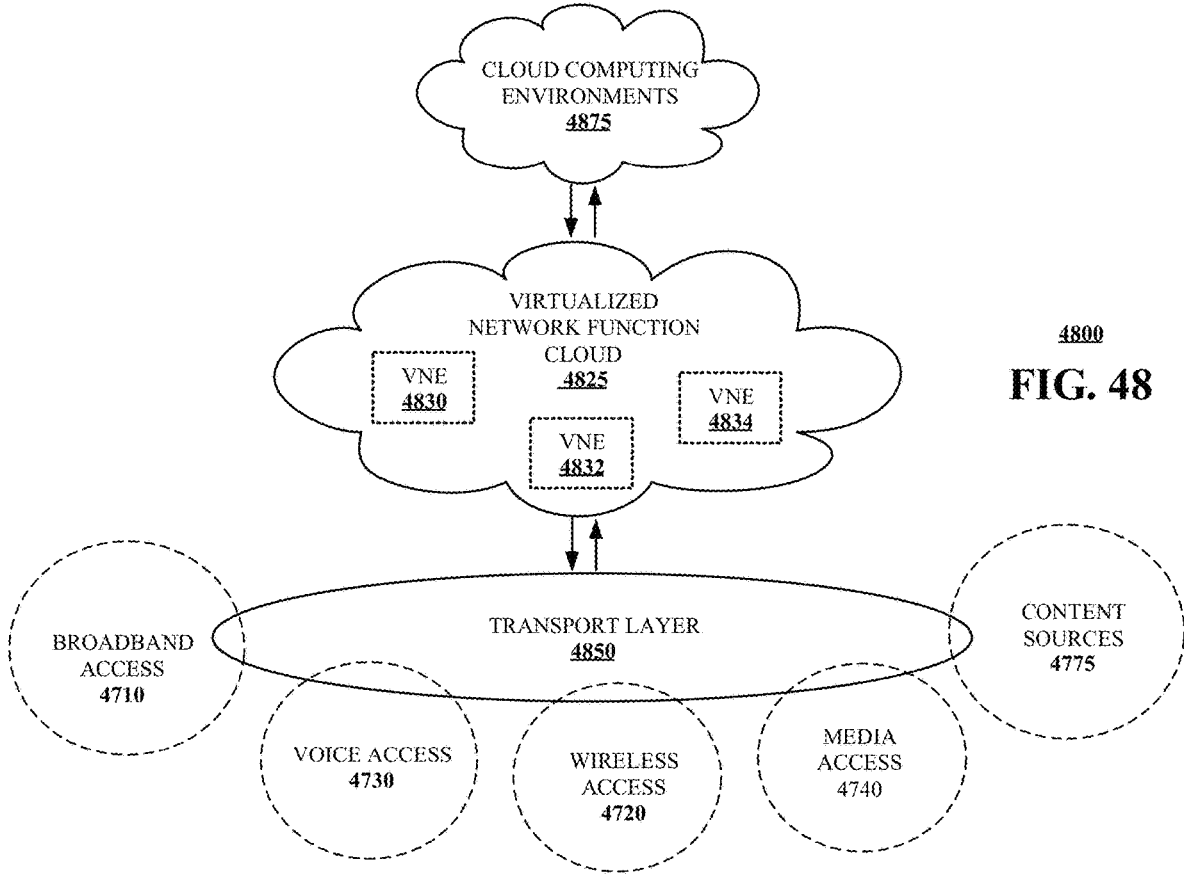 CLOUD COMPUTING
ENVIRONMENTS
4875
VIRTUALIZED
NETWORK FUNCTION
CLOUD
4825
VNE
4830
VNE
4832
VNE
4834
4800
FIG. 48
TRANSPORT LAYER
4850
BROADBAND
ACCESS
4710
VOICE ACCESS
4730
WIRELESS
ACCESS
4720
MEDIA
ACCESS
4740
CONTENT
SOURCES
4775